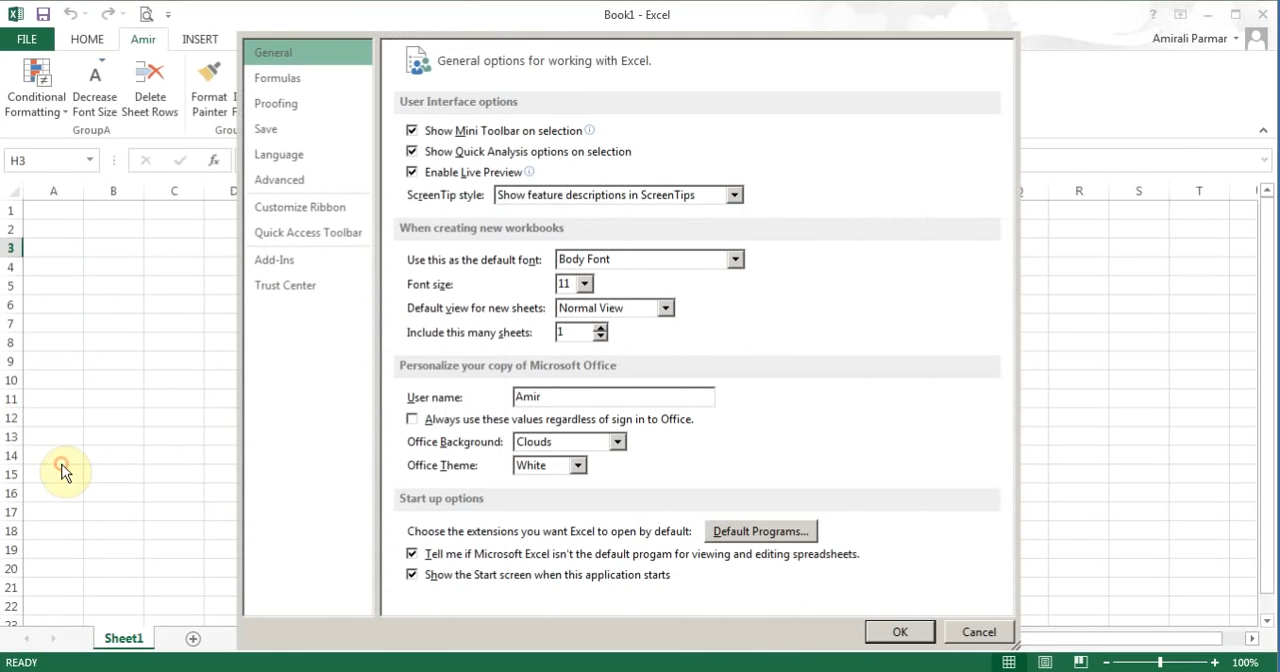 Book1 - Excel
FILE HOME Amir INSERT
Amirali Parmar
Conditional Formatting
Decrease Font Size
Delete Sheet Rows
Format Painter
GroupA
H3
fx
A B C D R S T
1
2
3
4
5
6
7
8
9
10
11
12
13
14
15
16
17
18
19
20
21
22
23
General
Formulas
Proofing
Save
Language
Advanced
Customize Ribbon
Quick Access Toolbar
Add-Ins
Trust Center
General options for working with Excel.
User Interface options
Show Mini Toolbar on selection
Show Quick Analysis options on selection
Enable Live Preview
ScreenTip style: Show feature descriptions in ScreenTips
When creating new workbooks
Use this as the default font: Body Font
Font size: 11
Default view for new sheets: Normal View
Include this many sheets: 1
Personalize your copy of Microsoft Office
User name: Amir
Always use these values regardless of sign in to Office.
Office Background: Clouds
Office Theme: White
Start up options
Choose the extensions you want Excel to open by default: Default Programs...
Tell me if Microsoft Excel isn't the default progam for viewing and editing spreadsheets.
Show the Start screen when this application starts
OK Cancel
Sheet1
READY 100%